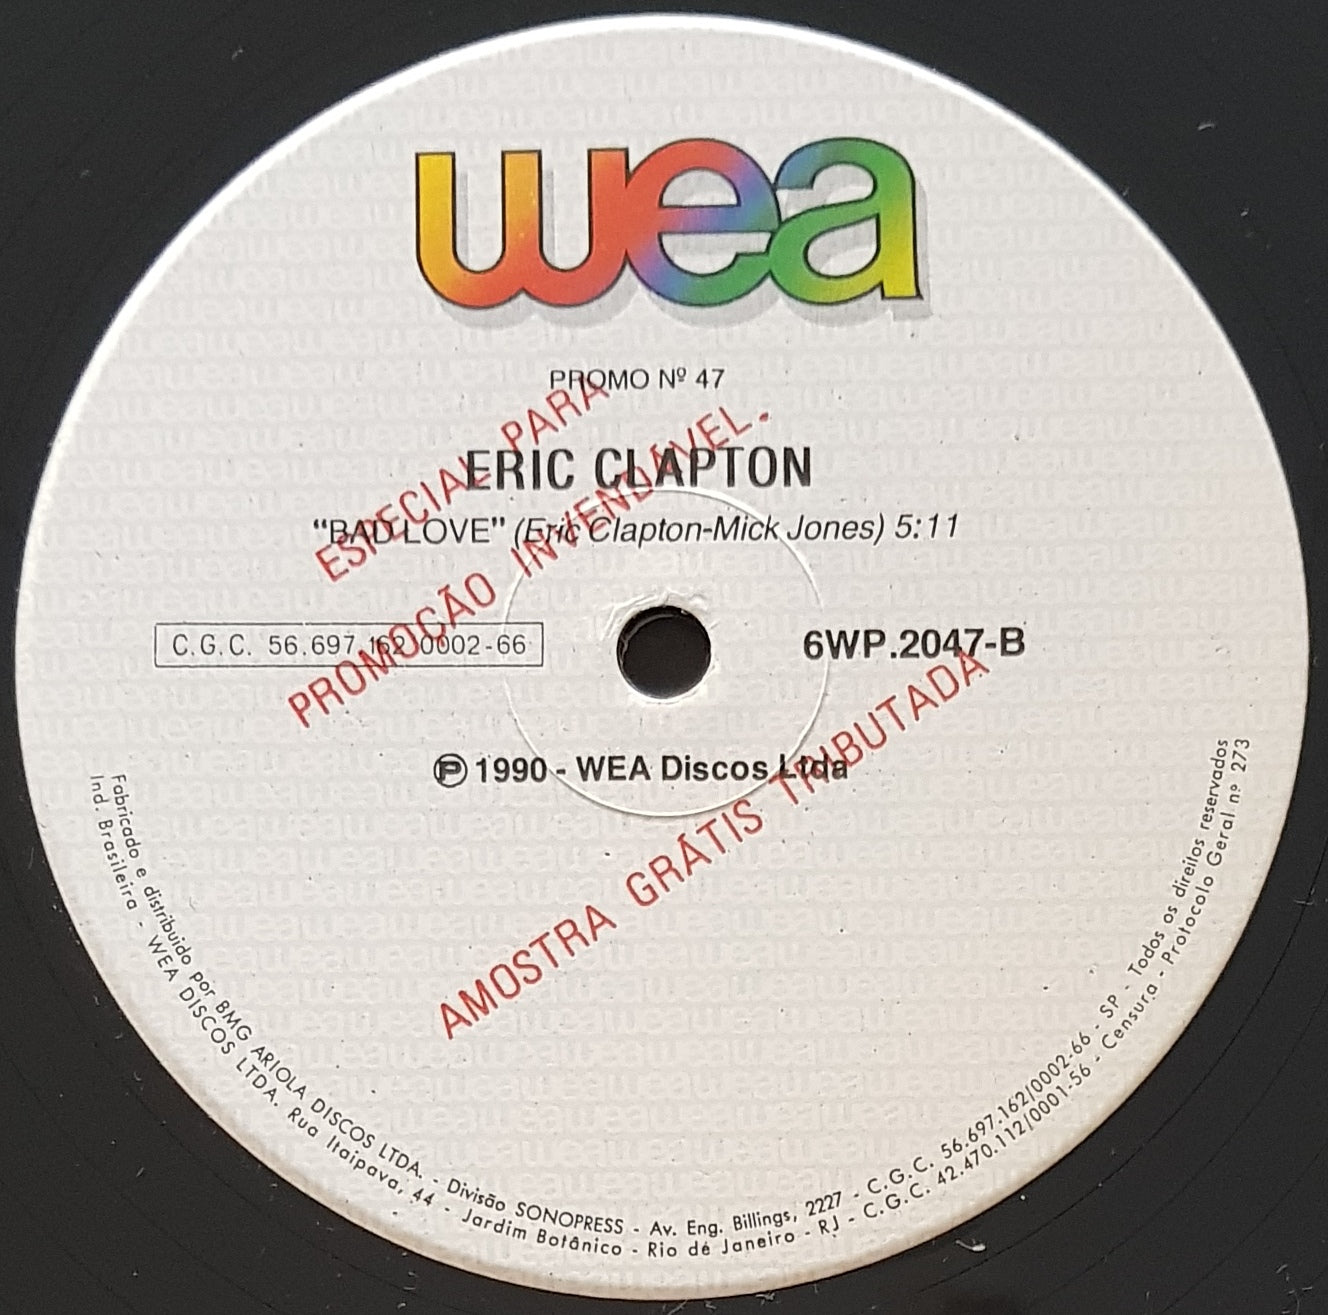 wea
PROMO Nº 47
ERIC CLAPTON
“BAD LOVE” (Eric Clapton-Mick Jones) 5:11
C.G.C. 56.697.162/0002-66
6WP.2047-B
Ⓟ 1990 - WEA Discos Ltda
ESPECIAL PARA
PROMOÇÃO INVENDÁVEL.
AMOSTRA GRÁTIS TRIBUTADA
Fabricado e distribuido por BMG ARIOLA DISCOS LTDA. - Divisão SONOPRESS - Av. Eng. Billings, 2227 - C.G.C. 56.697.162/0002-66 - SP - Todos os direitos reservados
Ind. Brasileira - WEA DISCOS LTDA. Rua Itaipava, 44 - Jardim Botânico - Rio de Janeiro - RJ - C.G.C. 42.470.112/0001-56 - Censura - Protocolo Geral nº 273